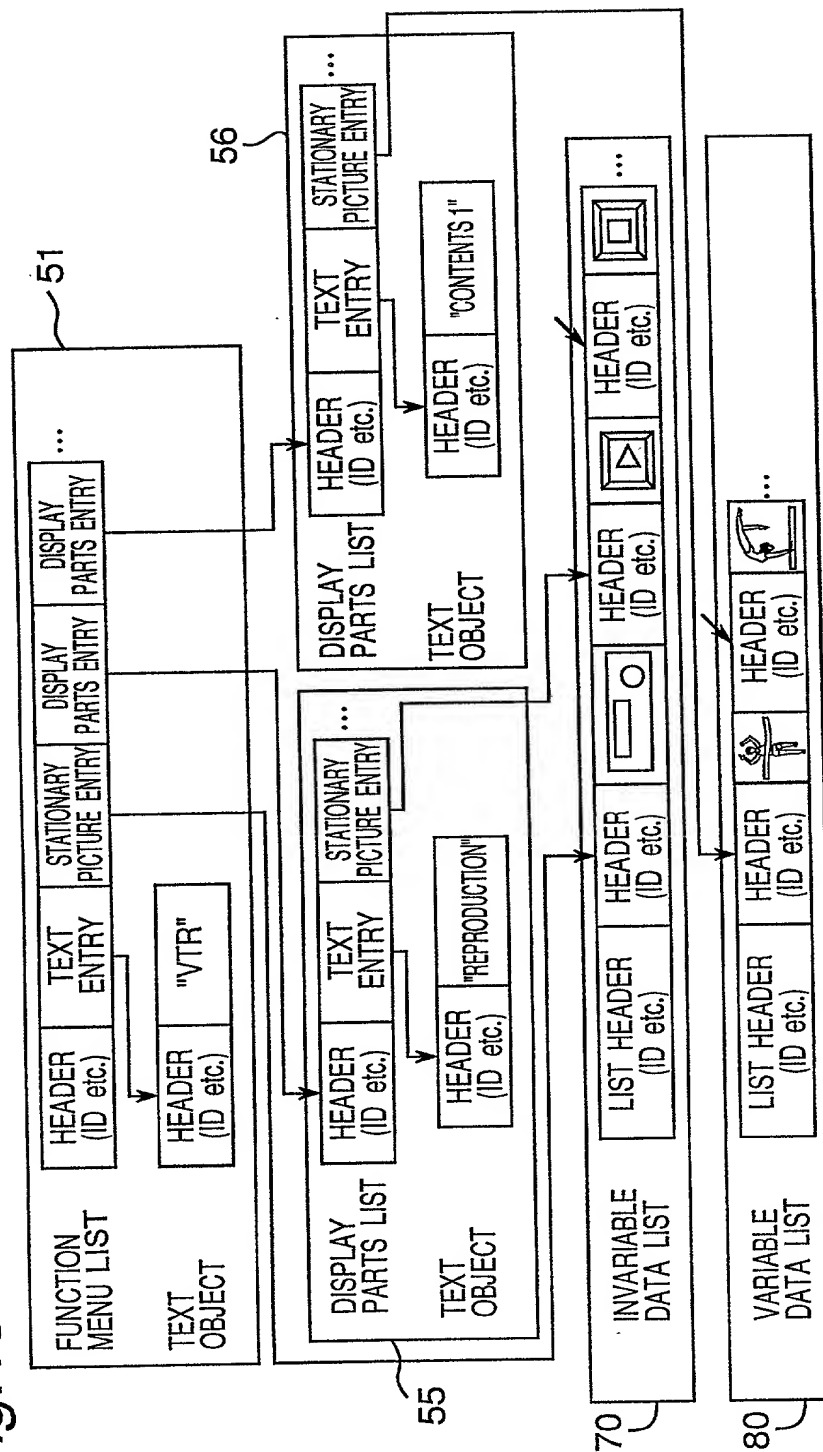 51
FUNCTION
MENU LIST
HEADER
(ID etc.)
TEXT
ENTRY
STATIONARY
PICTURE ENTRY
DISPLAY
PARTS ENTRY
DISPLAY
PARTS ENTRY
...
TEXT
OBJECT
HEADER
(ID etc.)
"VTR"
55
DISPLAY
PARTS LIST
HEADER
(ID etc.)
TEXT
ENTRY
STATIONARY
PICTURE ENTRY
...
TEXT
OBJECT
HEADER
(ID etc.)
"REPRODUCTION"
56
DISPLAY
PARTS LIST
HEADER
(ID etc.)
TEXT
ENTRY
STATIONARY
PICTURE ENTRY
...
TEXT
OBJECT
HEADER
(ID etc.)
"CONTENTS 1"
70
INVARIABLE
DATA LIST
LIST HEADER
(ID etc.)
HEADER
(ID etc.)
HEADER
(ID etc.)
HEADER
(ID etc.)
...
80
VARIABLE
DATA LIST
LIST HEADER
(ID etc.)
HEADER
(ID etc.)
HEADER
(ID etc.)
...